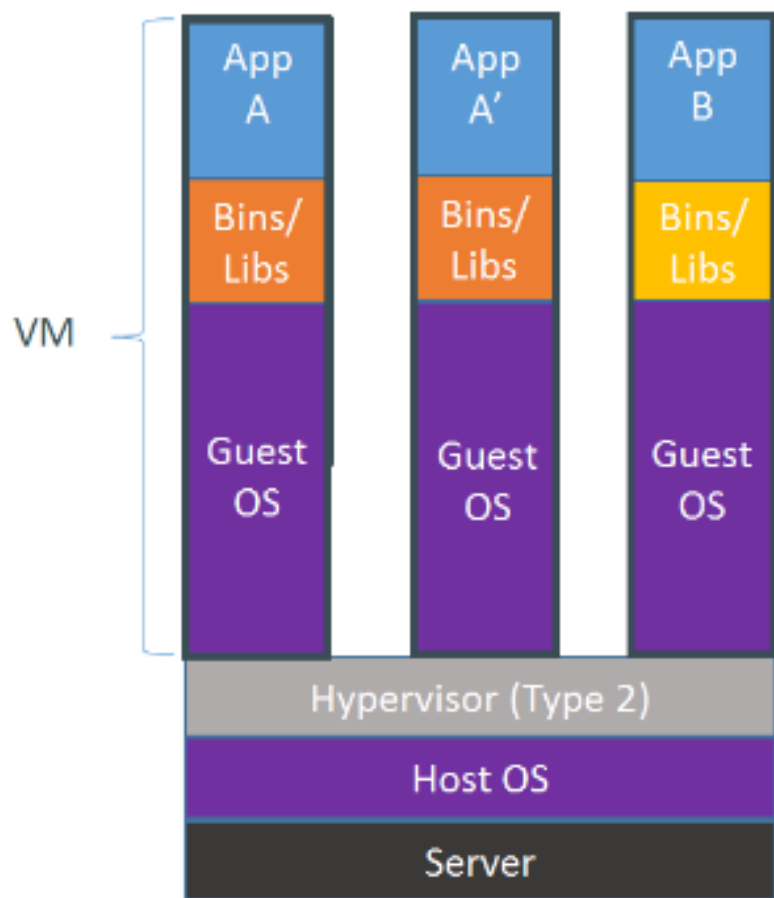 App
A
App
A’
App
B
Bins/
Libs
Bins/
Libs
Bins/
Libs
VM
Guest
OS
Guest
OS
Guest
OS
Hypervisor (Type 2)
Host OS
Server